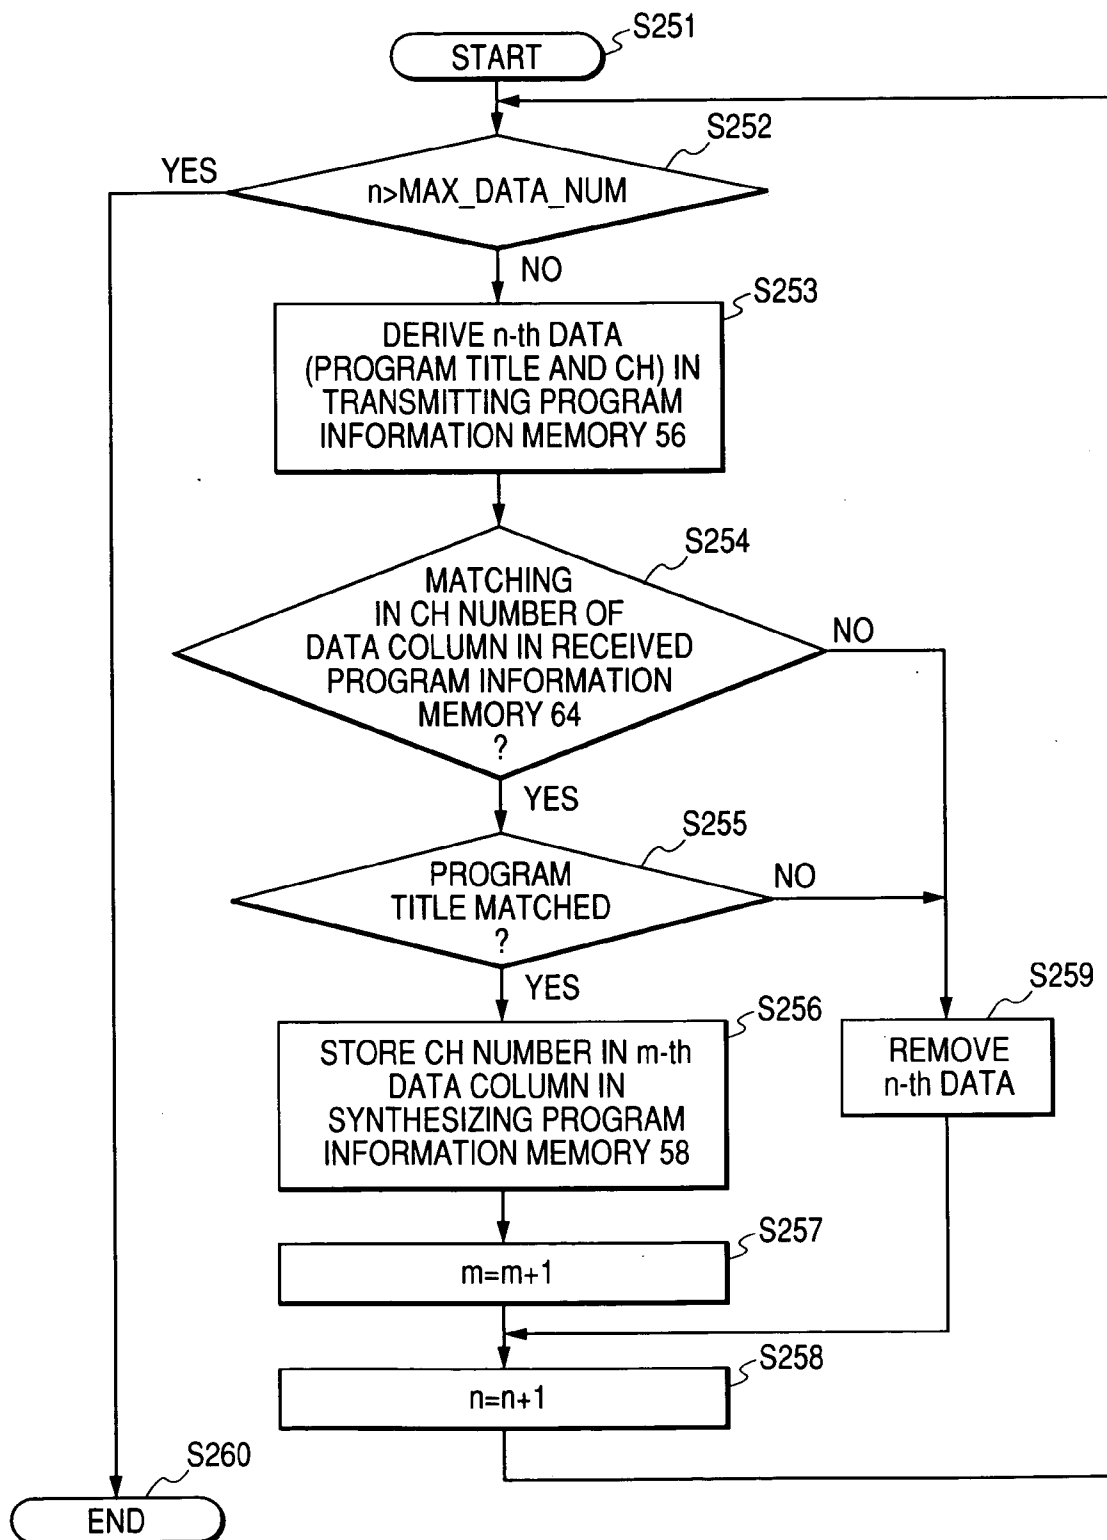 S251
START
S252
YES
n>MAX_DATA_NUM
NO
S253
DERIVE n-th DATA
(PROGRAM TITLE AND CH) IN
TRANSMITTING PROGRAM
INFORMATION MEMORY 56
S254
MATCHING
IN CH NUMBER OF
DATA COLUMN IN RECEIVED
PROGRAM INFORMATION
MEMORY 64
?
NO
YES
S255
PROGRAM
TITLE MATCHED
?
NO
YES
S256
STORE CH NUMBER IN m-th
DATA COLUMN IN
SYNTHESIZING PROGRAM
INFORMATION MEMORY 58
S259
REMOVE
n-th DATA
S257
m=m+1
S258
n=n+1
S260
END